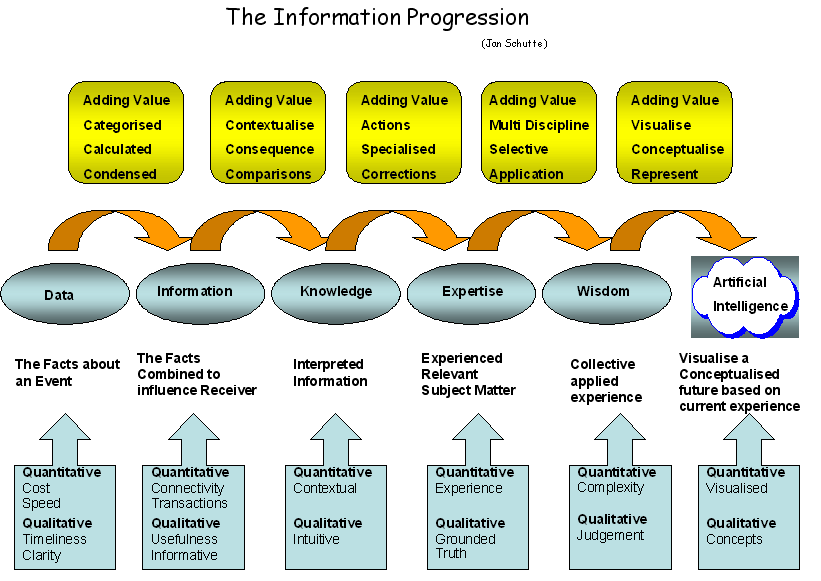 The Information Progression
(Jan Schutte)
Adding Value
Categorised
Calculated
Condensed
Adding Value
Contextualise
Consequence
Comparisons
Adding Value
Actions
Specialised
Corrections
Adding Value
Multi Discipline
Selective
Application
Adding Value
Visualise
Conceptualise
Represent
Data
Information
Knowledge
Expertise
Wisdom
Artificial
Intelligence
The Facts about
an Event
The Facts
Combined to
influence Receiver
Interpreted
Information
Experienced
Relevant
Subject Matter
Collective
applied
experience
Visualise a
Conceptualised
future based on
current experience
Quantitative
Cost
Speed
Qualitative
Timeliness
Clarity
Quantitative
Connectivity
Transactions
Qualitative
Usefulness
Informative
Quantitative
Contextual
Qualitative
Intuitive
Quantitative
Experience
Qualitative
Grounded
Truth
Quantitative
Complexity
Qualitative
Judgement
Quantitative
Visualised
Qualitative
Concepts